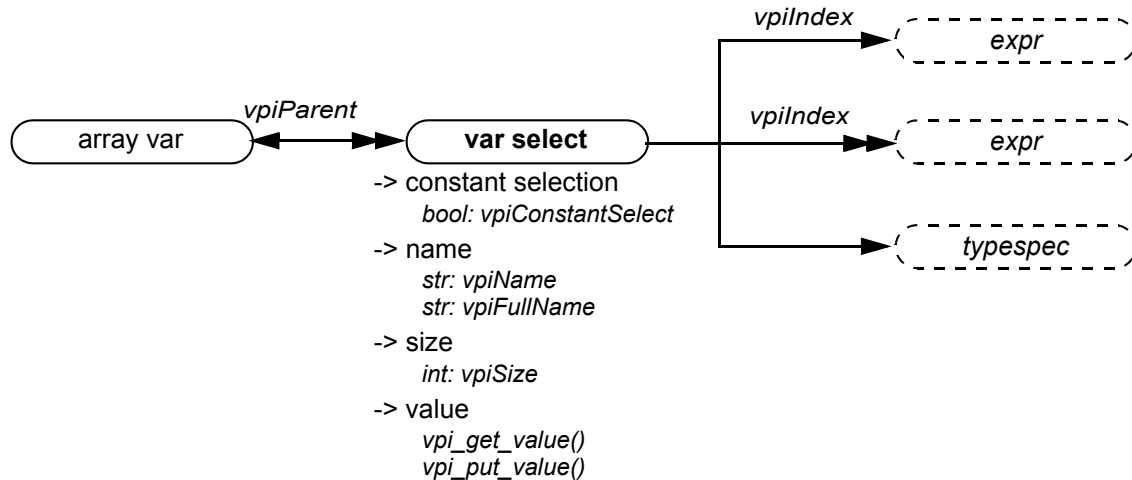 vpiIndex
expr
vpiParent
vpiIndex
array var
var select
expr
-> constant selection
bool: vpiConstantSelect
-> name
typespec
str: vpiName
str: vpiFullName
-> size
int: vpiSize
-> value
vpi_get_value()
vpi_put_value()